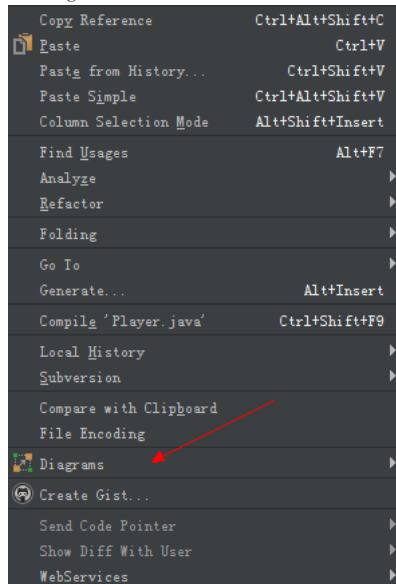 Copy Reference Ctrl+Alt+Shift+C
Paste Ctrl+V
Paste from History... Ctrl+Shift+V
Paste Simple Ctrl+Alt+Shift+V
Column Selection Mode Alt+Shift+Insert
Find Usages Alt+F7
Analyze
Refactor
Folding
Go To
Generate... Alt+Insert
Compile 'Player.java' Ctrl+Shift+F9
Local History
Subversion
Compare with Clipboard
File Encoding
Diagrams
Create Gist...
Send Code Pointer
Show Diff With User
WebServices